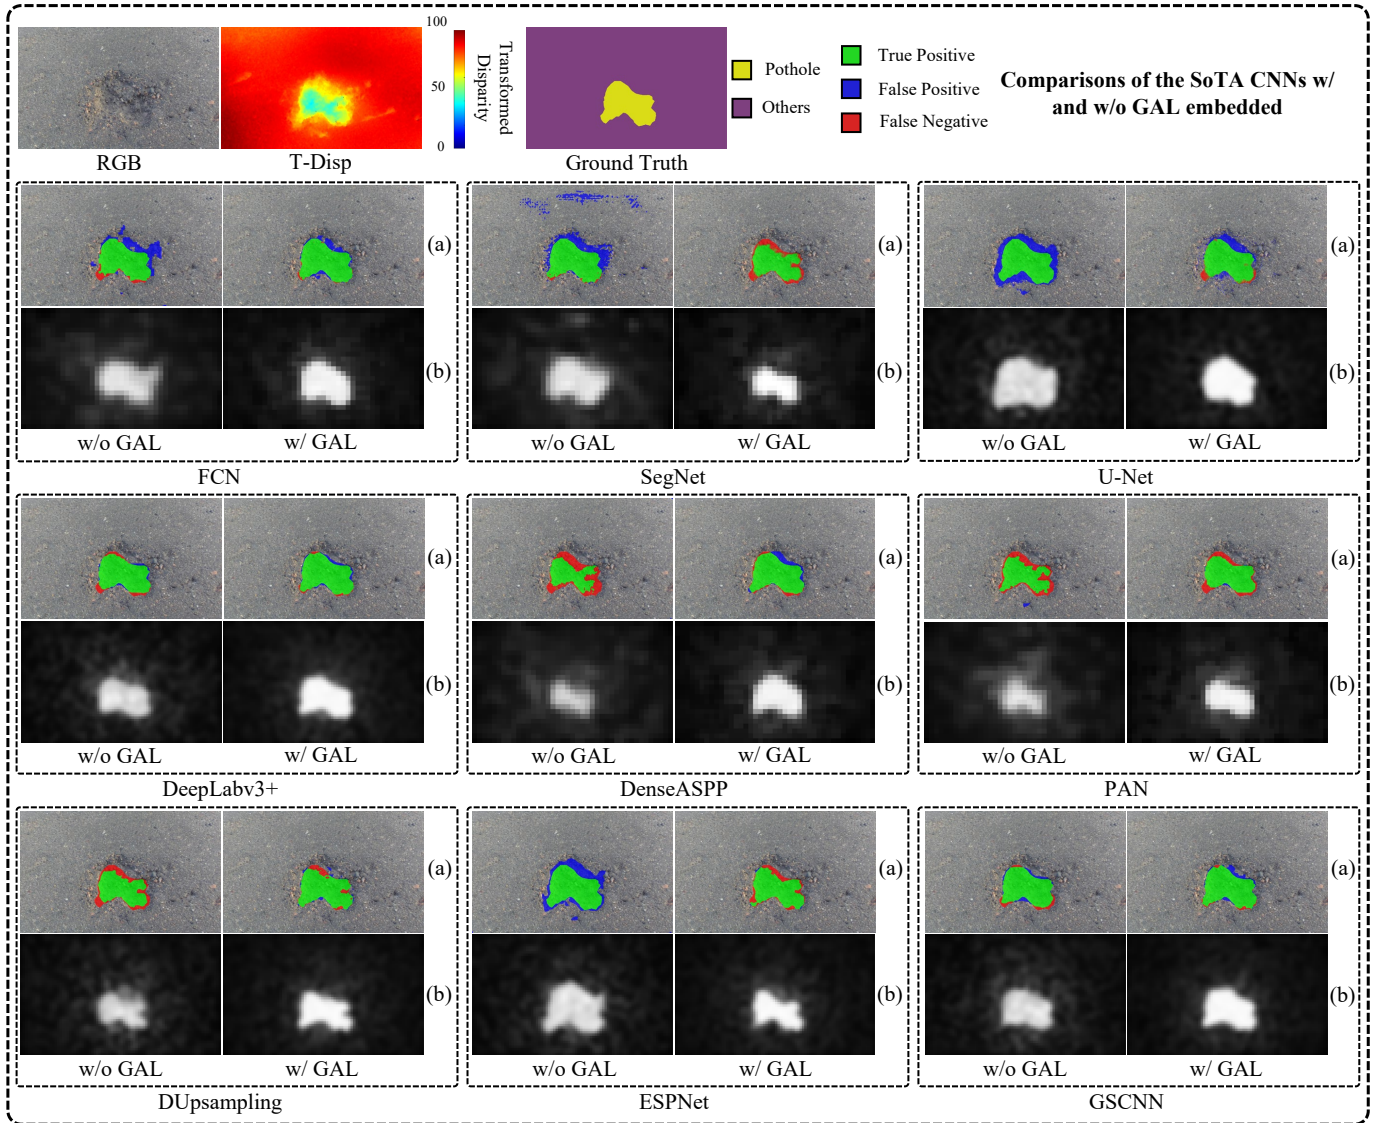 100
50
0
Transformed
Disparity
RGB
T-Disp
Ground Truth
Pothole
Others
True Positive
False Positive
False Negative
Comparisons of the SoTA CNNs w/
and w/o GAL embedded
(a)
(b)
w/o GAL
w/ GAL
FCN
(a)
(b)
w/o GAL
w/ GAL
SegNet
(a)
(b)
w/o GAL
w/ GAL
U-Net
(a)
(b)
w/o GAL
w/ GAL
DeepLabv3+
(a)
(b)
w/o GAL
w/ GAL
DenseASPP
(a)
(b)
w/o GAL
w/ GAL
PAN
(a)
(b)
w/o GAL
w/ GAL
DUpsampling
(a)
(b)
w/o GAL
w/ GAL
ESPNet
(a)
(b)
w/o GAL
w/ GAL
GSCNN